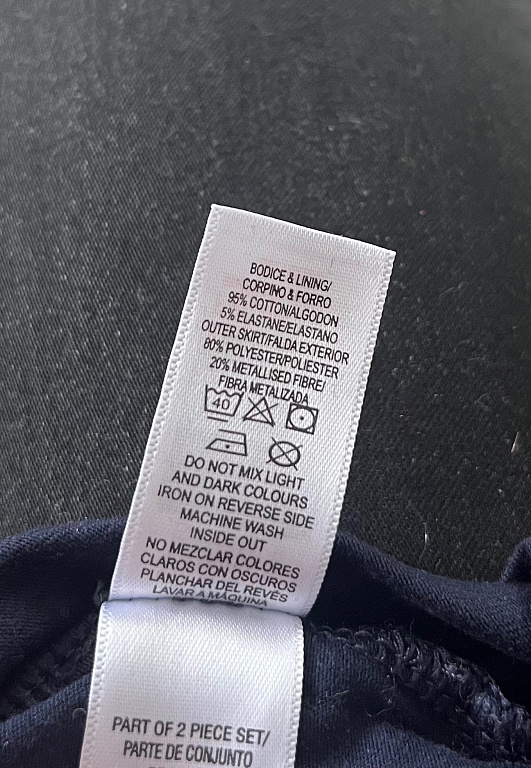 BODICE & LINING/
CORPINO & FORRO
95% COTTON/ALGODON
5% ELASTANE/ELASTANO
OUTER SKIRT/FALDA EXTERIOR
80% POLYESTER/POLIESTER
20% METALLISED FIBRE/
FIBRA METALIZADA
40
DO NOT MIX LIGHT
AND DARK COLOURS
IRON ON REVERSE SIDE
MACHINE WASH
INSIDE OUT
NO MEZCLAR COLORES
CLAROS CON OSCUROS
PLANCHAR DEL REVÉS
LAVAR A MÁQUINA
PART OF 2 PIECE SET/
PARTE DE CONJUNTO